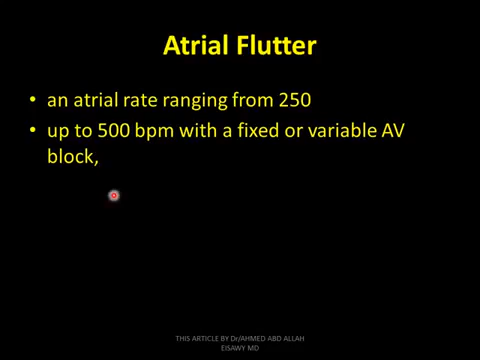 Atrial Flutter
• an atrial rate ranging from 250
• up to 500 bpm with a fixed or variable AV
block,
THIS ARTICLE BY Dr/AHMED ABD ALLAH
EISAWY MD